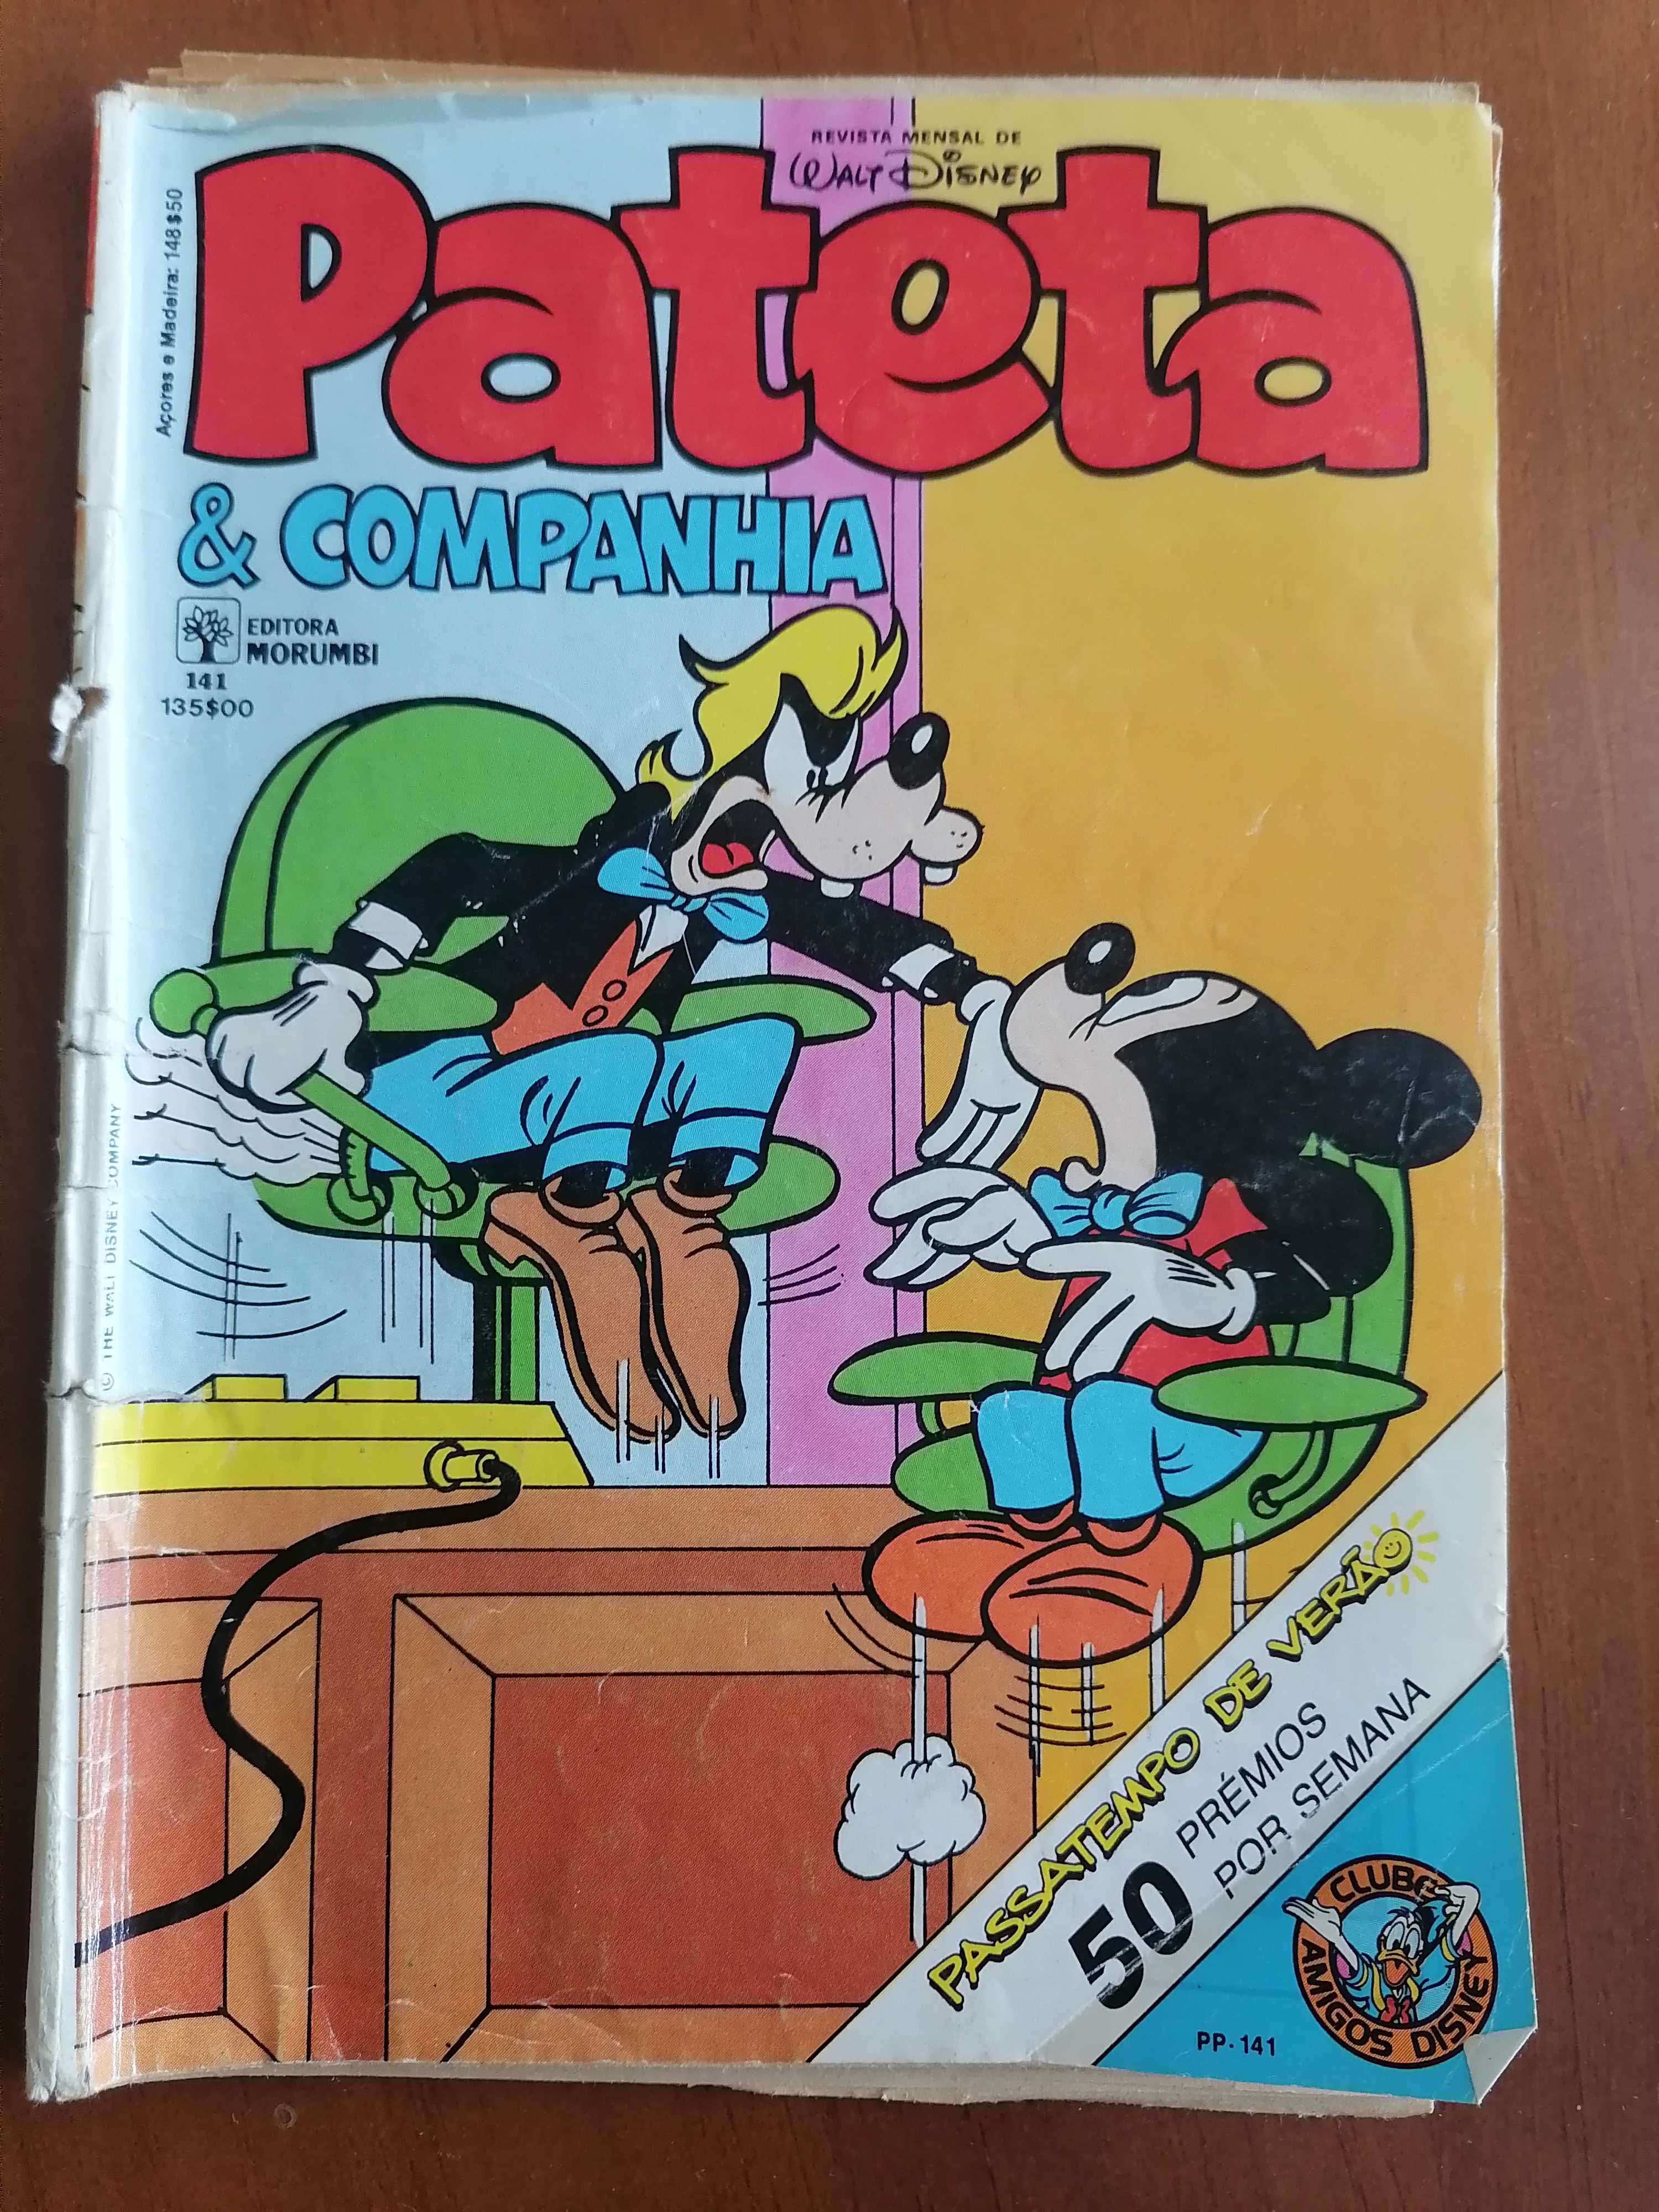 REVISTA MENSAL DE
WALT DISNEY
Pateta
& COMPANHIA
Açores e Madeira: 148$50
EDITORA
MORUMBI
141
135$00
© THE WALT DISNEY COMPANY
PASSATEMPO DE VERÃO
50 PRÉMIOS
POR SEMANA
CLUBE
AMIGOS DISNEY
PP-141